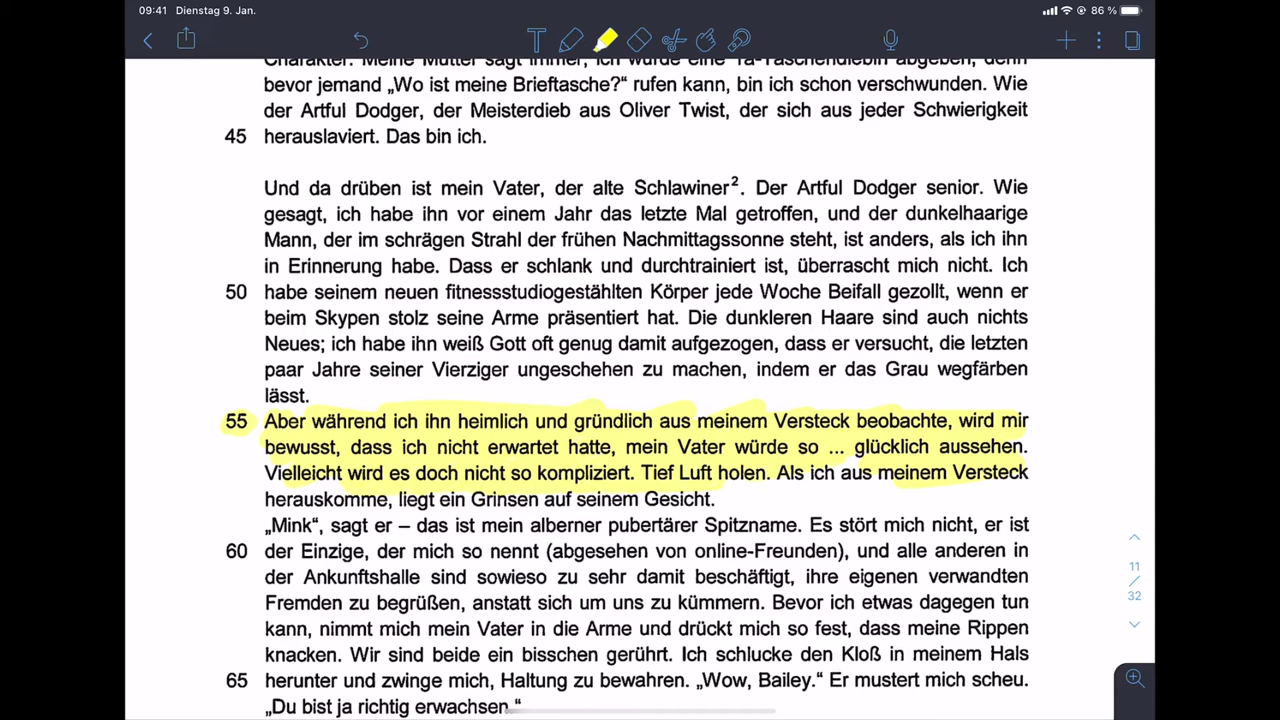 09:41 Dienstag 9. Jan.
86 %
Charakter. Meine Mutter sagt immer, ich würde eine Ta-Taschendiebin abgeben, denn
bevor jemand „Wo ist meine Brieftasche?“ rufen kann, bin ich schon verschwunden. Wie
der Artful Dodger, der Meisterdieb aus Oliver Twist, der sich aus jeder Schwierigkeit
45 herauslaviert. Das bin ich.
Und da drüben ist mein Vater, der alte Schlawiner². Der Artful Dodger senior. Wie
gesagt, ich habe ihn vor einem Jahr das letzte Mal getroffen, und der dunkelhaarige
Mann, der im schrägen Strahl der frühen Nachmittagssonne steht, ist anders, als ich ihn
in Erinnerung habe. Dass er schlank und durchtrainiert ist, überrascht mich nicht. Ich
50 habe seinem neuen fitnessstudiogestählten Körper jede Woche Beifall gezollt, wenn er
beim Skypen stolz seine Arme präsentiert hat. Die dunkleren Haare sind auch nichts
Neues; ich habe ihn weiß Gott oft genug damit aufgezogen, dass er versucht, die letzten
paar Jahre seiner Vierziger ungeschehen zu machen, indem er das Grau wegfärben
lässt.
55 Aber während ich ihn heimlich und gründlich aus meinem Versteck beobachte, wird mir
bewusst, dass ich nicht erwartet hatte, mein Vater würde so ... glücklich aussehen.
Vielleicht wird es doch nicht so kompliziert. Tief Luft holen. Als ich aus meinem Versteck
herauskomme, liegt ein Grinsen auf seinem Gesicht.
„Mink“, sagt er – das ist mein alberner pubertärer Spitzname. Es stört mich nicht, er ist
60 der Einzige, der mich so nennt (abgesehen von online-Freunden), und alle anderen in
der Ankunftshalle sind sowieso zu sehr damit beschäftigt, ihre eigenen verwandten
Fremden zu begrüßen, anstatt sich um uns zu kümmern. Bevor ich etwas dagegen tun
kann, nimmt mich mein Vater in die Arme und drückt mich so fest, dass meine Rippen
knacken. Wir sind beide ein bisschen gerührt. Ich schlucke den Kloß in meinem Hals
65 herunter und zwinge mich, Haltung zu bewahren. „Wow, Bailey.“ Er mustert mich scheu.
„Du bist ja richtig erwachsen.“
11
/
32